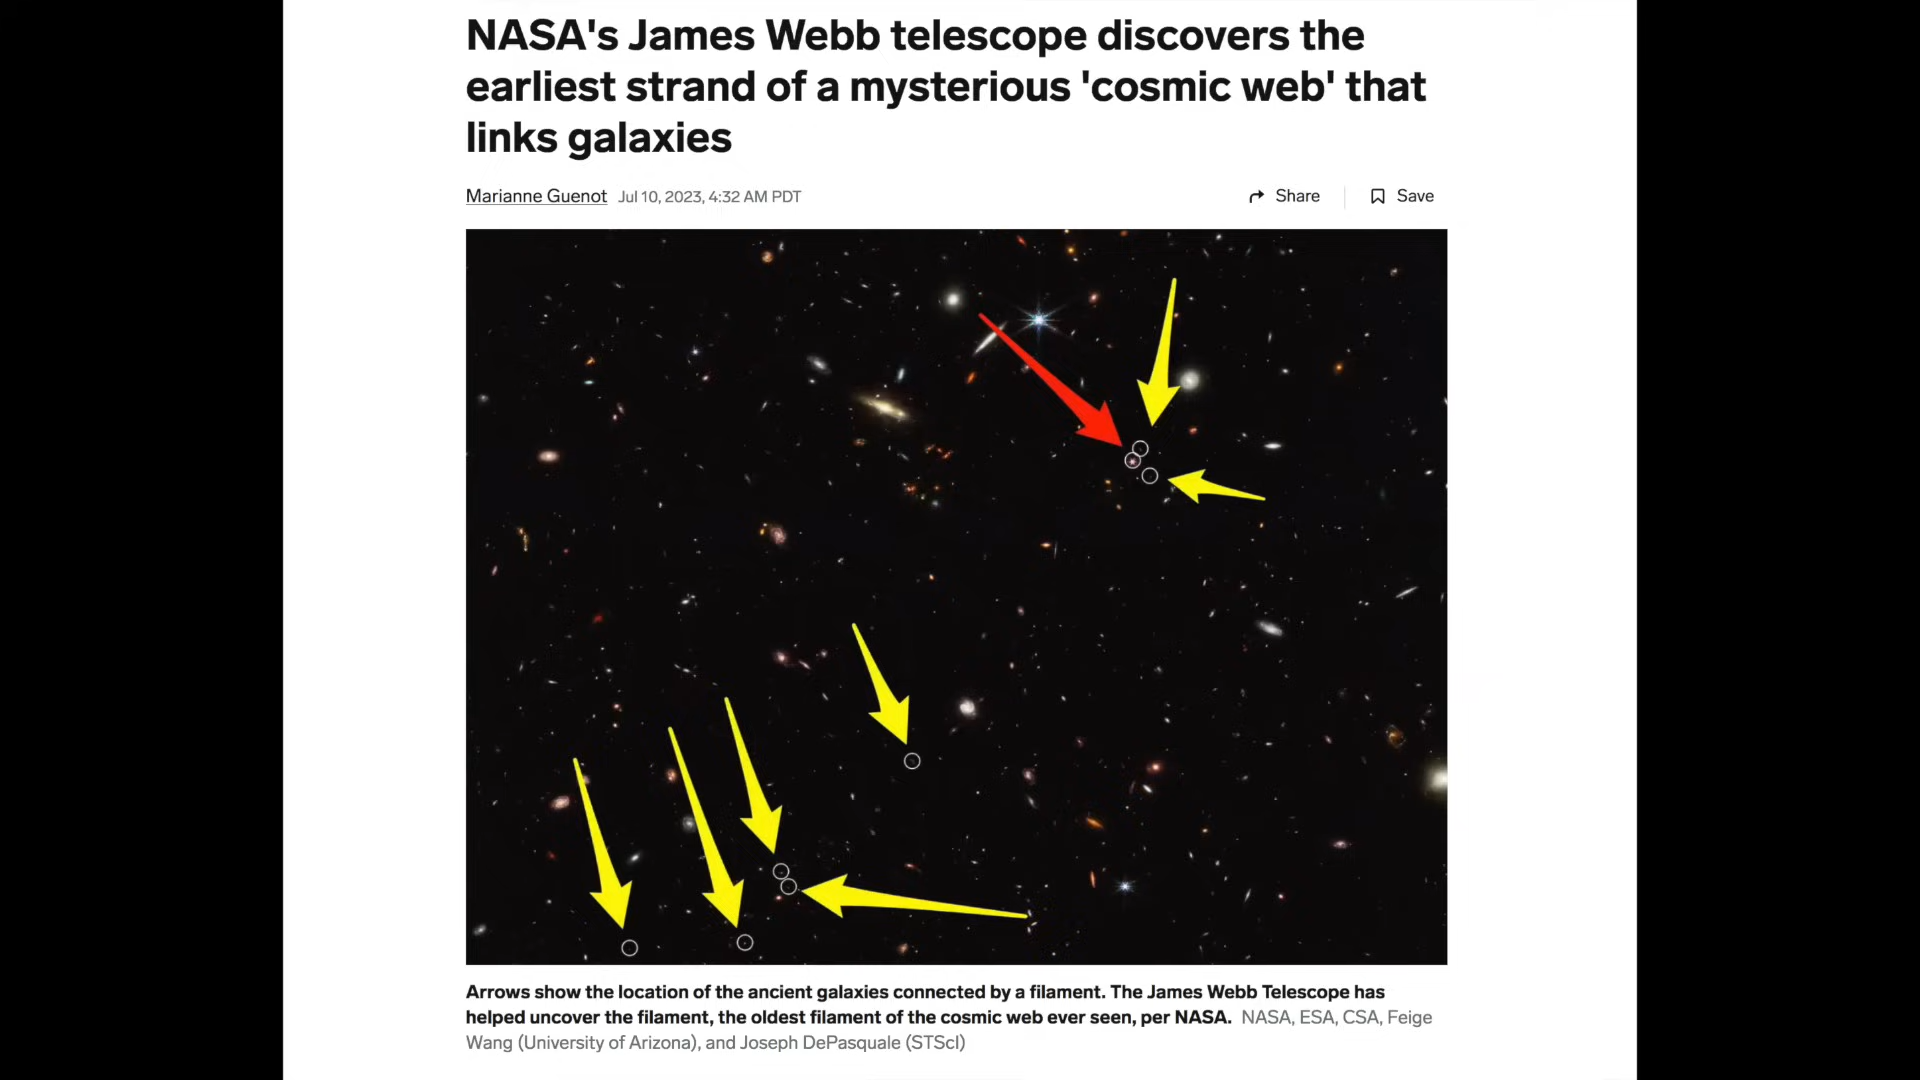 NASA's James Webb telescope discovers the
earliest strand of a mysterious 'cosmic web' that
links galaxies
Marianne Guenot Jul 10, 2023, 4:32 AM PDT Share Save
Arrows show the location of the ancient galaxies connected by a filament. The James Webb Telescope has
helped uncover the filament, the oldest filament of the cosmic web ever seen, per NASA. NASA, ESA, CSA, Feige
Wang (University of Arizona), and Joseph DePasquale (STScI)